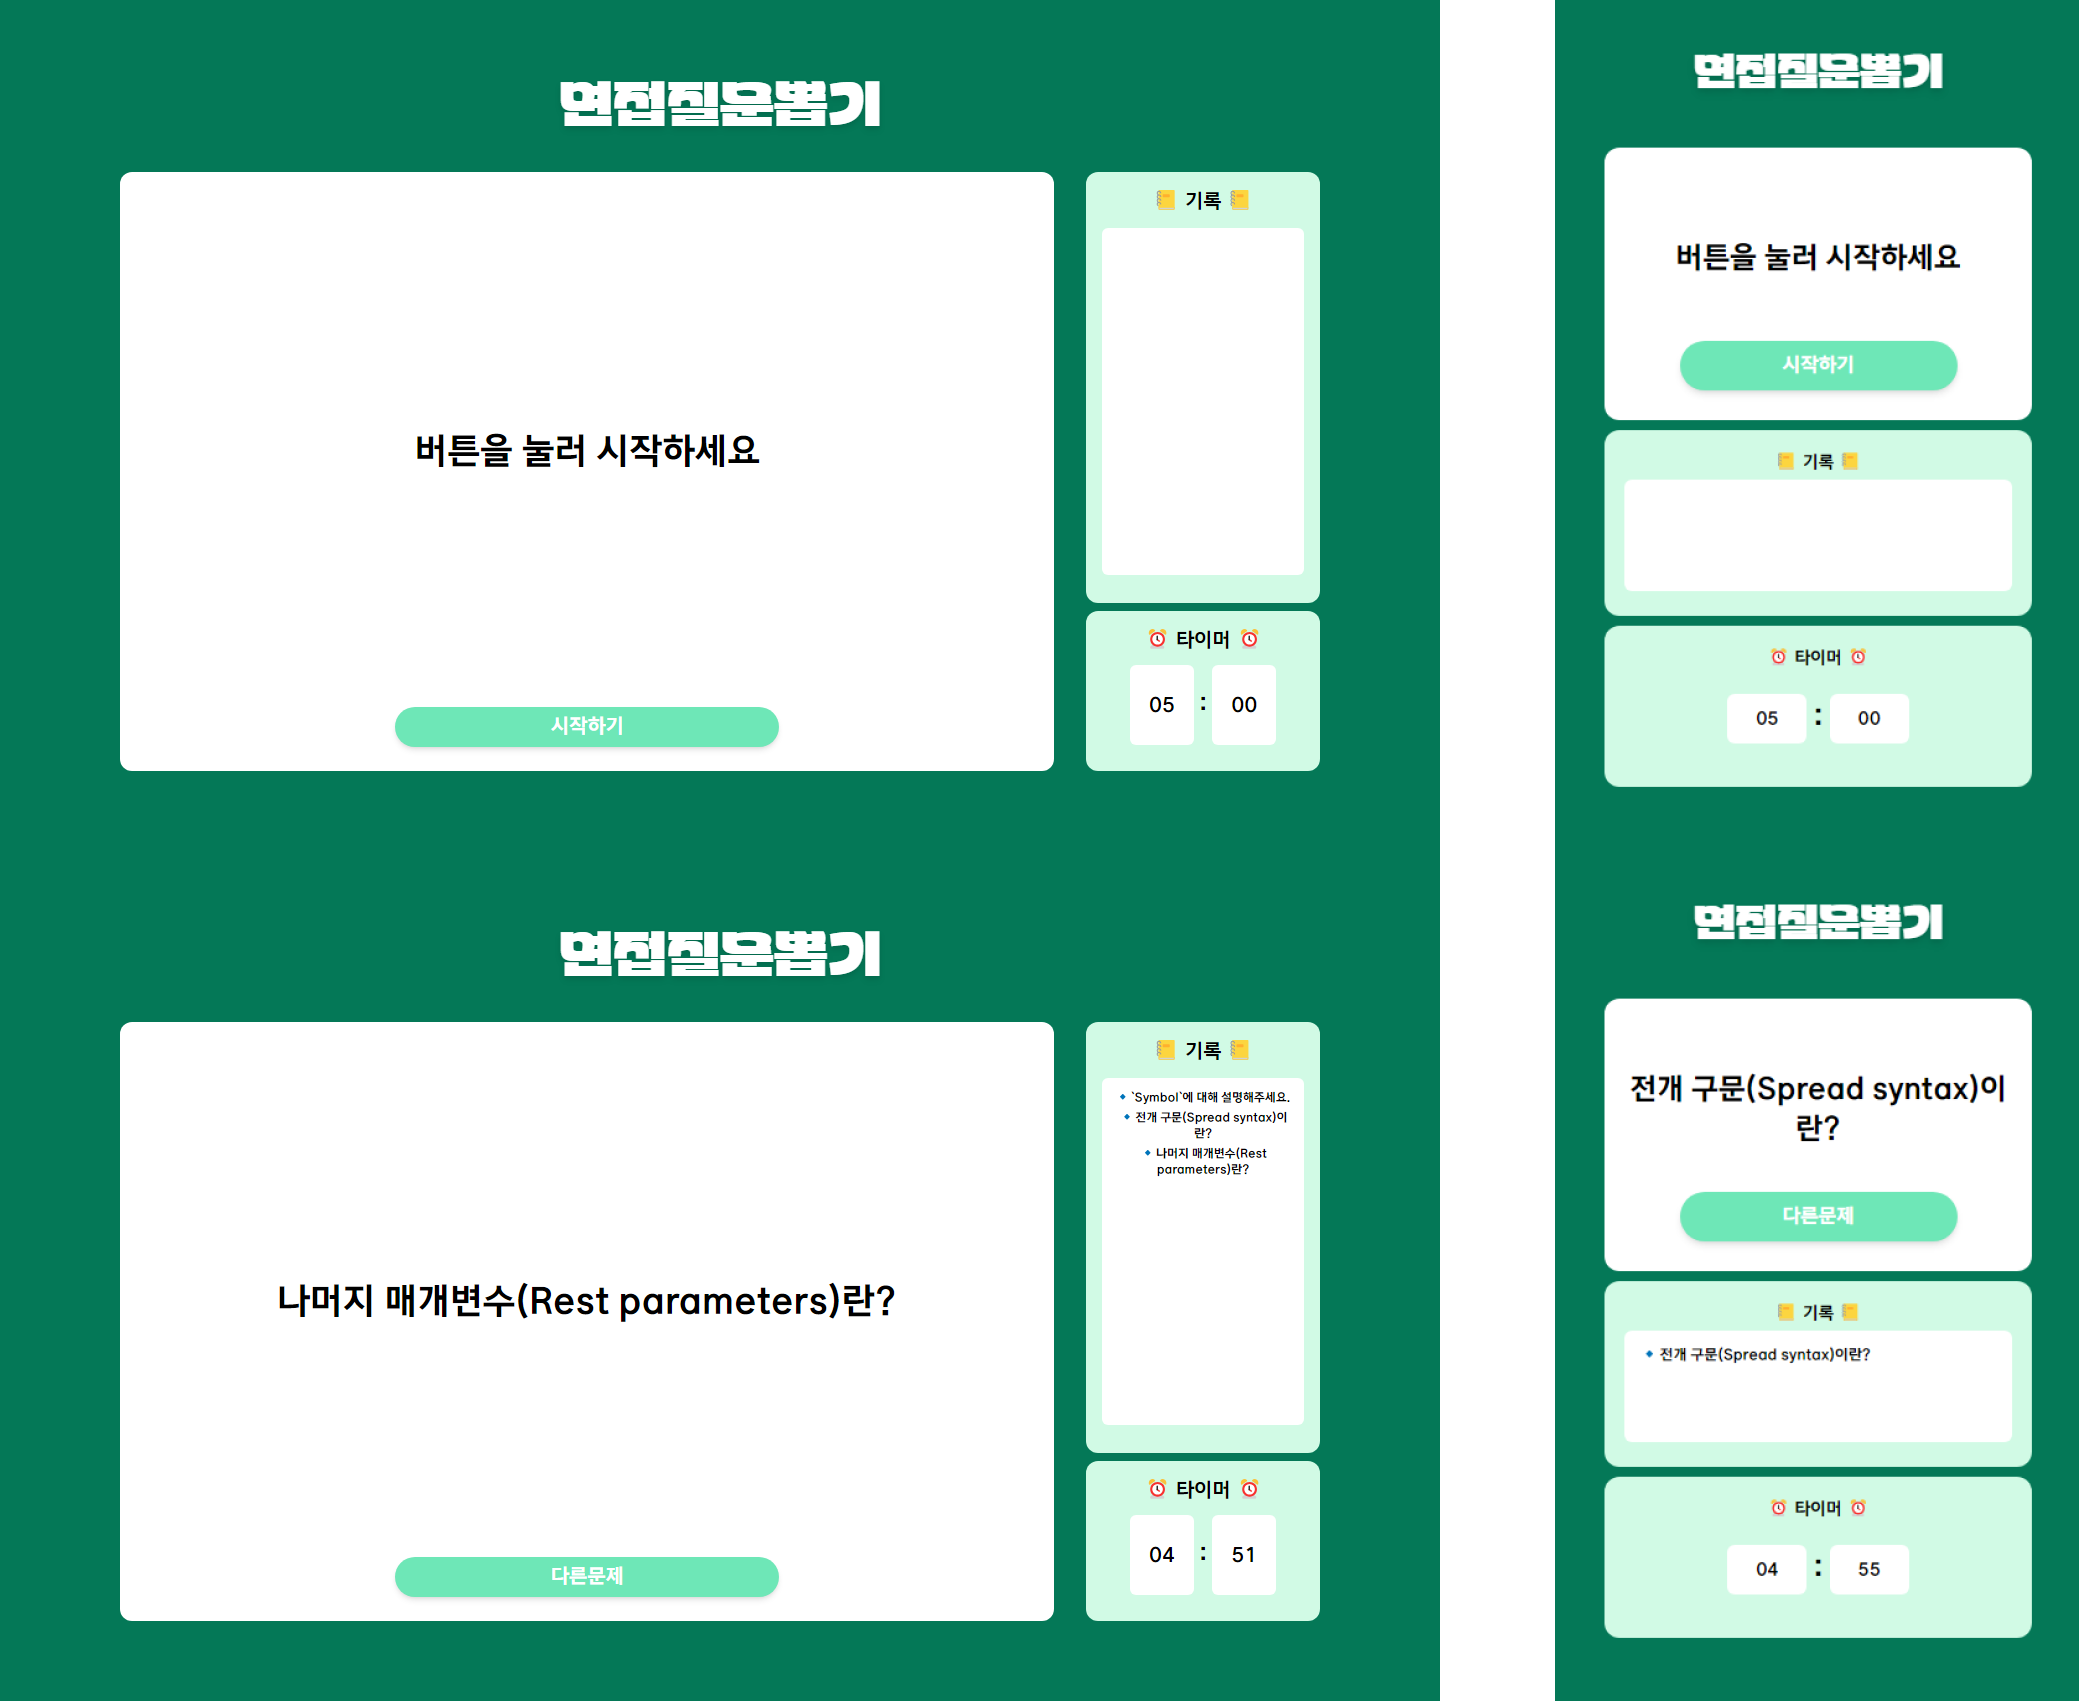 면접질문뽑기
버튼을 눌러 시작하세요
시작하기
📒 기록 📒
⏰ 타이머 ⏰
05 : 00
면접질문뽑기
나머지 매개변수(Rest parameters)란?
다른문제
📒 기록 📒
🔹 `Symbol`에 대해 설명해주세요.
🔹 전개 구문(Spread syntax)이
란?
🔹 나머지 매개변수(Rest
parameters)란?
⏰ 타이머 ⏰
04 : 51
면접질문뽑기
버튼을 눌러 시작하세요
시작하기
📒 기록 📒
⏰ 타이머 ⏰
05 : 00
면접질문뽑기
전개 구문(Spread syntax)이
란?
다른문제
📒 기록 📒
🔹 전개 구문(Spread syntax)이란?
⏰ 타이머 ⏰
04 : 55